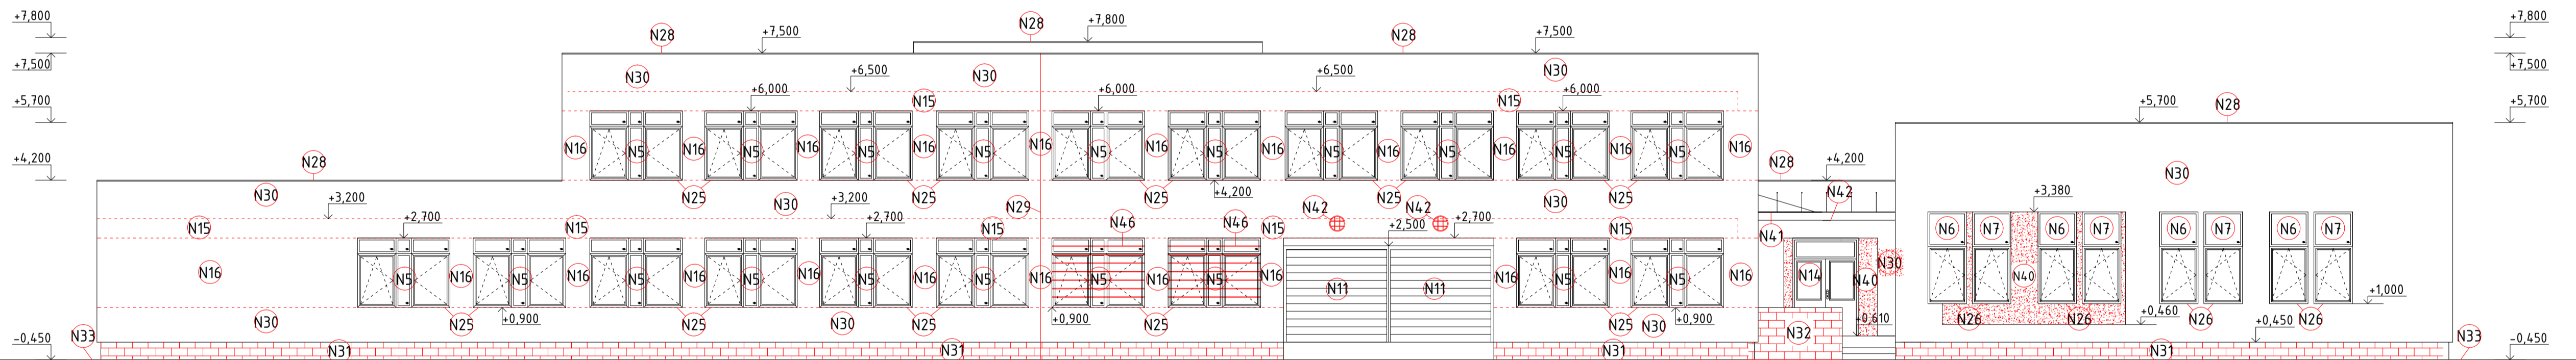 +7,800
N28
+7,800
+7,800
N28
+7,500
N28
+7,500
+7,500
+7,500
N30
N30
N30
+6,500
+6,500
+6,000
+6,000
+6,000
N15
N15
+5,700
+5,700
N28
+5,700
N16
N5
N16
N5
N16
N5
N16
N5
N16
N5
N16
N5
N16
N5
N16
N5
N16
N5
N16
N5
N16
+4,200
N28
N28
+4,200
N30
N30
N25
N25
N25
+4,200
N25
N25
N30
N42
N30
+3,200
+3,200
N29
N42
N42
+3,380
N15
N15
N15
N15
N15
+2,700
+2,700
N46
N46
+2,500
+2,700
N41
N6
N7
N6
N7
N6
N7
N6
N7
N16
N5
N16
N5
N16
N5
N16
N5
N16
N5
N16
N5
N16
N5
N16
N5
N16
N11
N11
N16
N5
N16
N5
N16
N14
N40
N30
N40
+1,000
N30
N25
+0,900
N25
N30
N25
+0,900
N25
N25
N30
+0,900
N32
+0,610
N26
N26
+0,460
N26
N26
+0,450
-0,450
N33
N31
N31
N31
N31
N33
-0,450